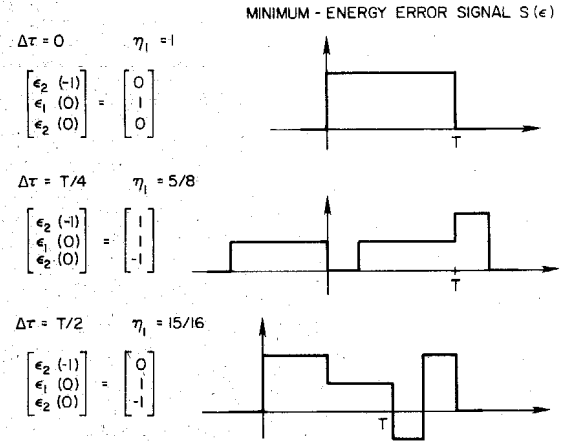 MINIMUM - ENERGY ERROR SIGNAL S(ϵ)
Δτ = 0 η₁ = 1
[ϵ₂ (-1)] [0]
[ϵ₁ (0)] = [1]
[ϵ₂ (0)] [0]
T
Δτ = T/4 η₁ = 5/8
[ϵ₂ (-1)] [1]
[ϵ₁ (0)] = [1]
[ϵ₂ (0)] [-1]
T
Δτ = T/2 η₁ = 15/16
[ϵ₂ (-1)] [0]
[ϵ₁ (0)] = [1]
[ϵ₂ (0)] [-1]
T